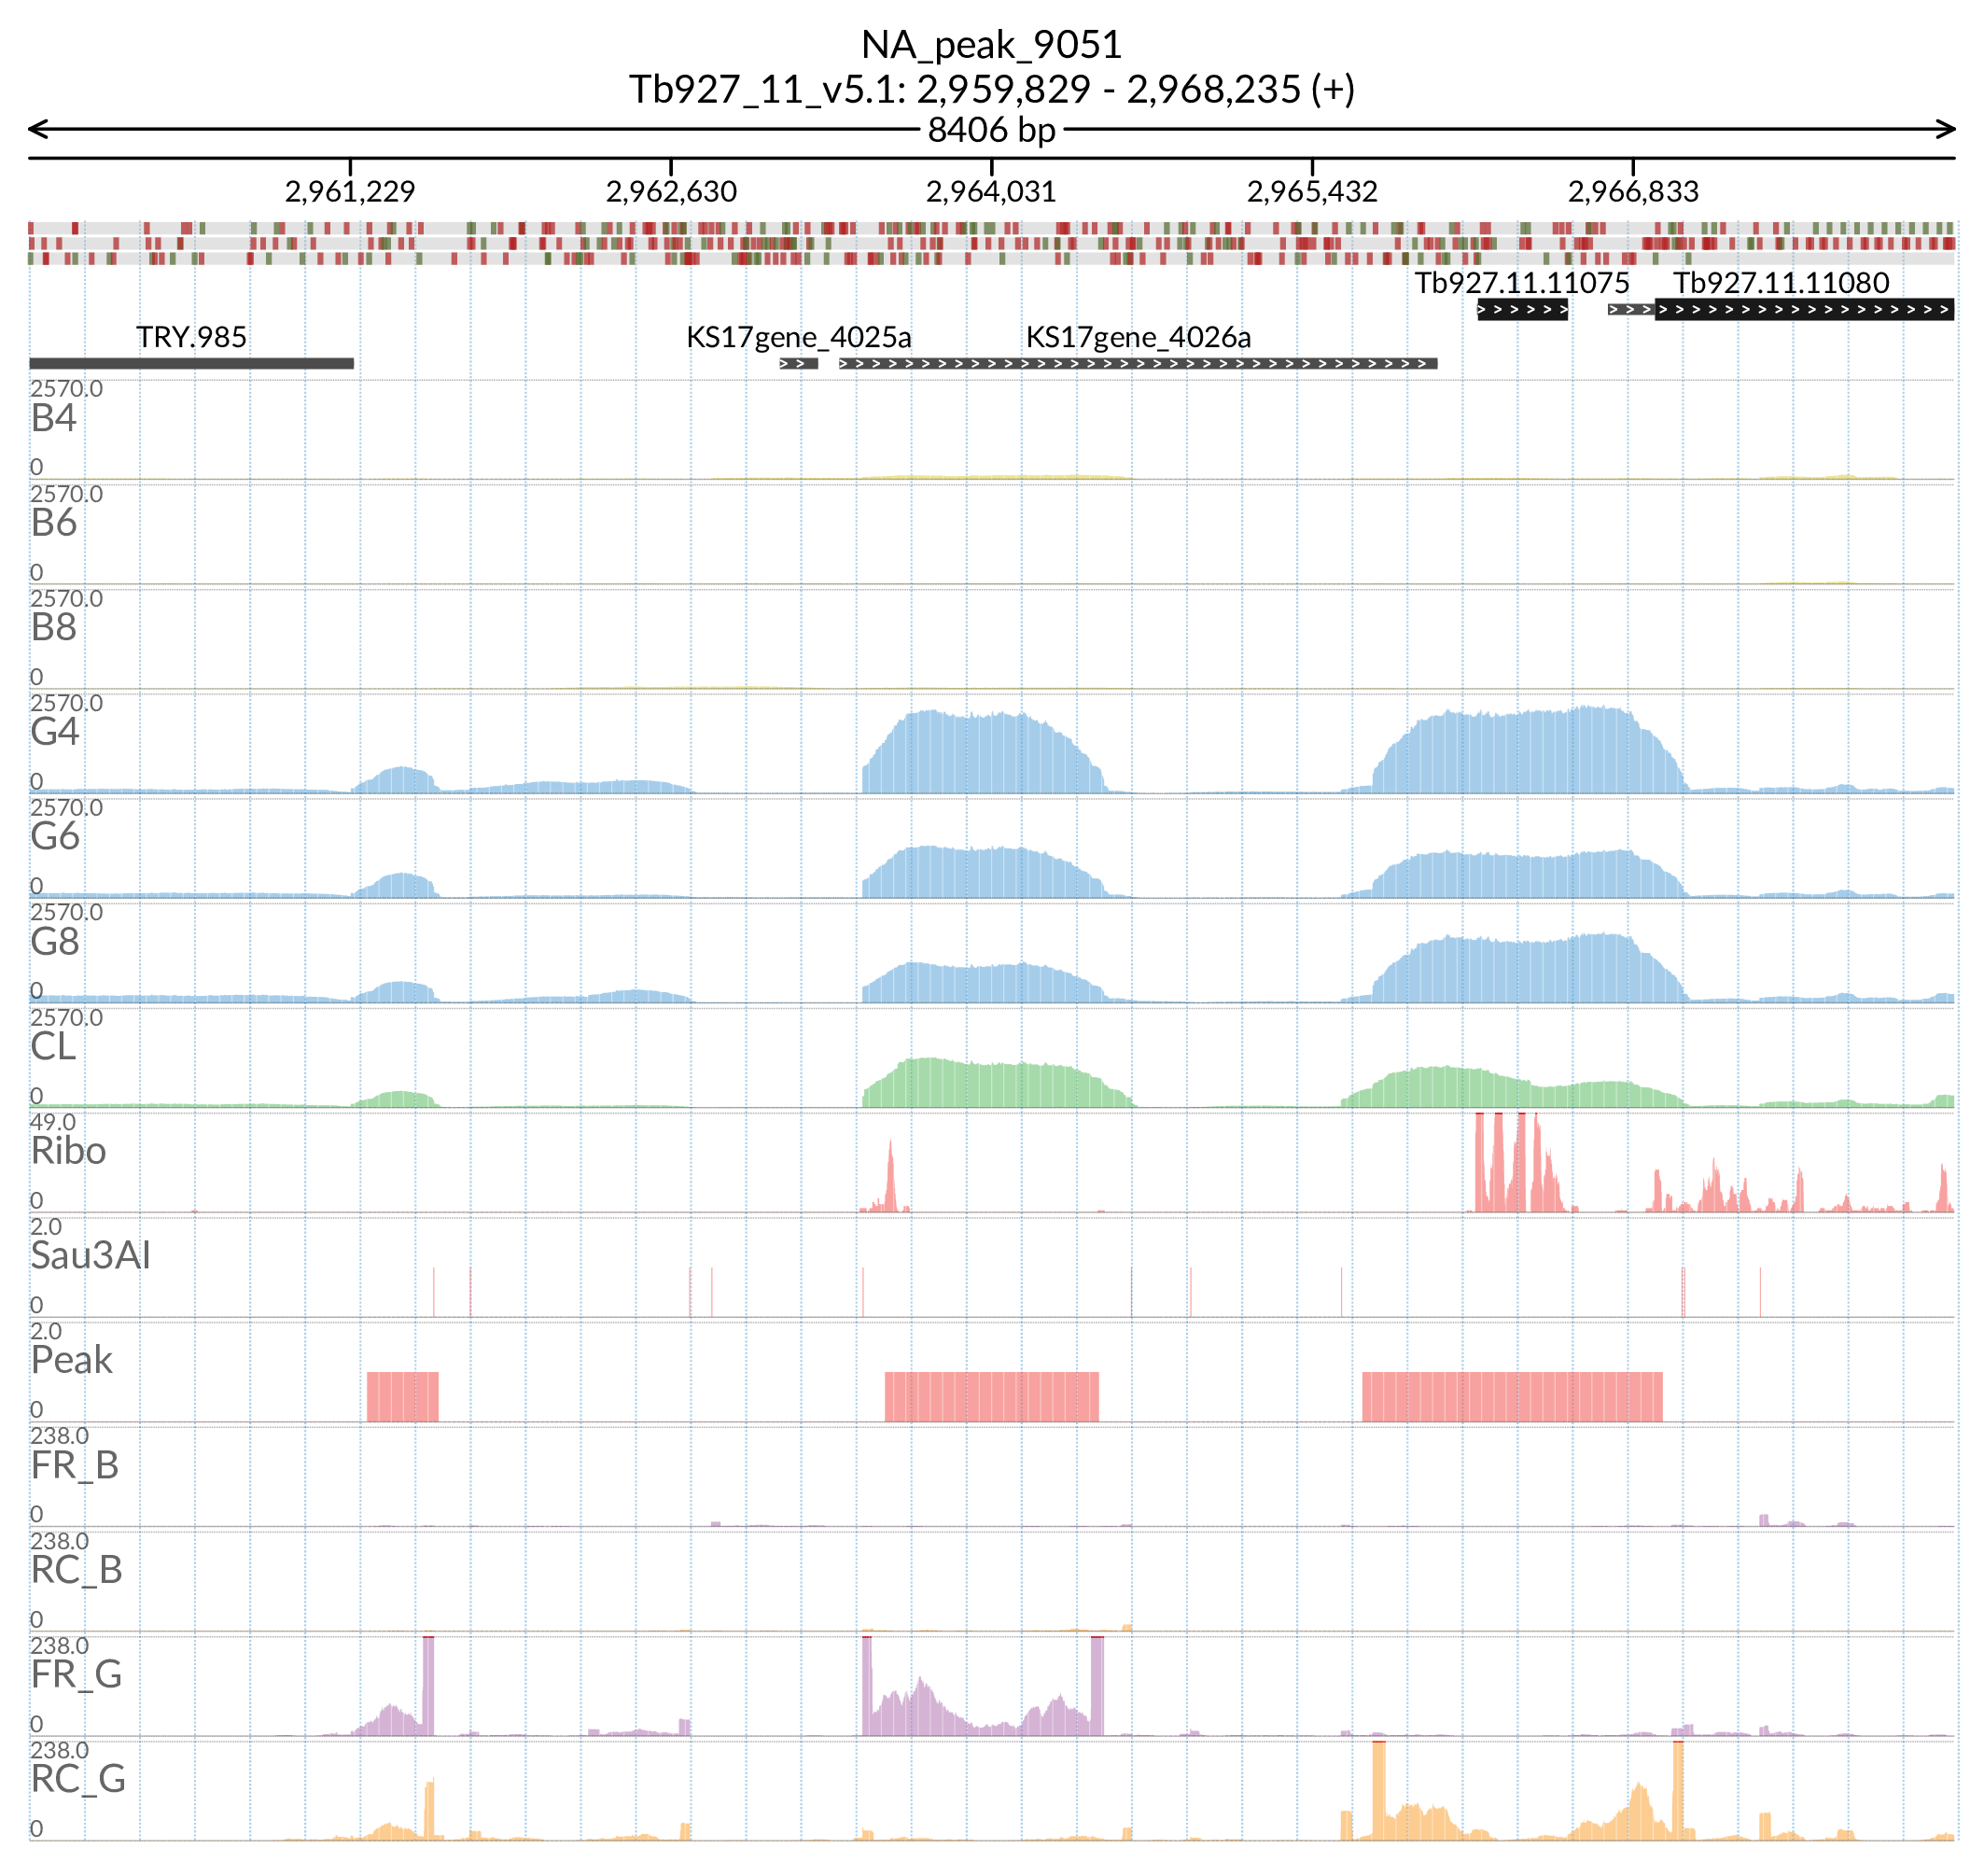 NA_peak_9051
Tb927_11_v5.1: 2,959,829 - 2,968,235 (+)
8406 bp
2,961,229 2,962,630 2,964,031 2,965,432 2,966,833
Tb927.11.11075 Tb927.11.11080
TRY.985 KS17gene_4025a KS17gene_4026a
2570.0
B4
0
2570.0
B6
0
2570.0
B8
0
2570.0
G4
0
2570.0
G6
0
2570.0
G8
0
2570.0
CL
0
49.0
Ribo
0
2.0
Sau3AI
0
2.0
Peak
0
238.0
FR_B
0
238.0
RC_B
0
238.0
FR_G
0
238.0
RC_G
0